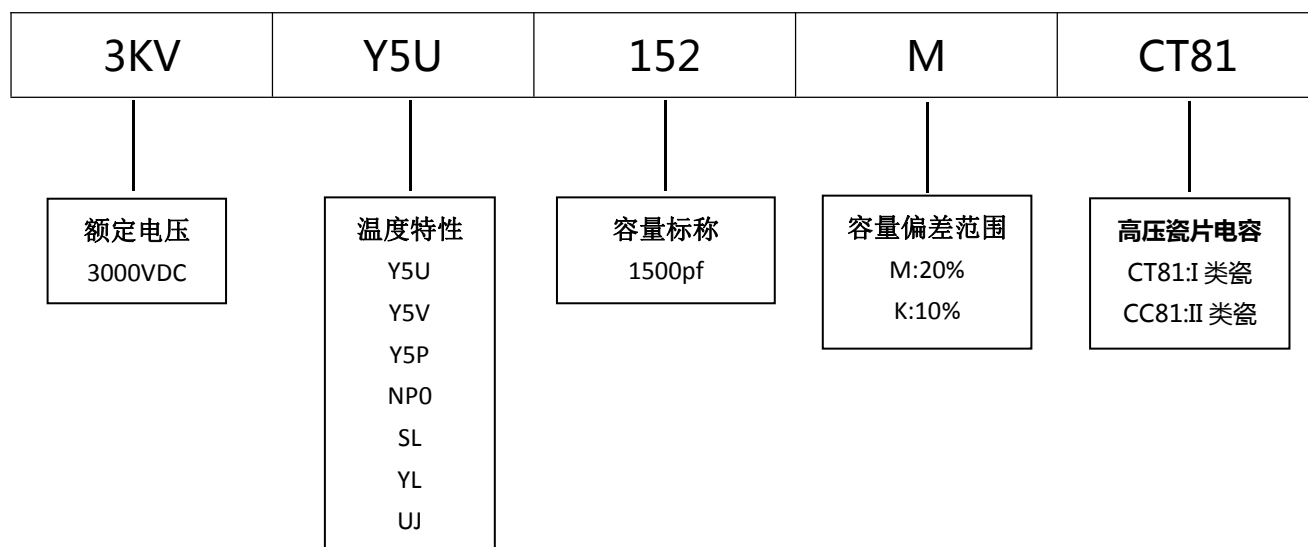 3KV Y5U 152 M CT81
额定电压
3000VDC
温度特性
Y5U
Y5V
Y5P
NP0
SL
YL
UJ
容量标称
1500pf
容量偏差范围
M:20%
K:10%
高压瓷片电容
CT81:I 类瓷
CC81:II 类瓷